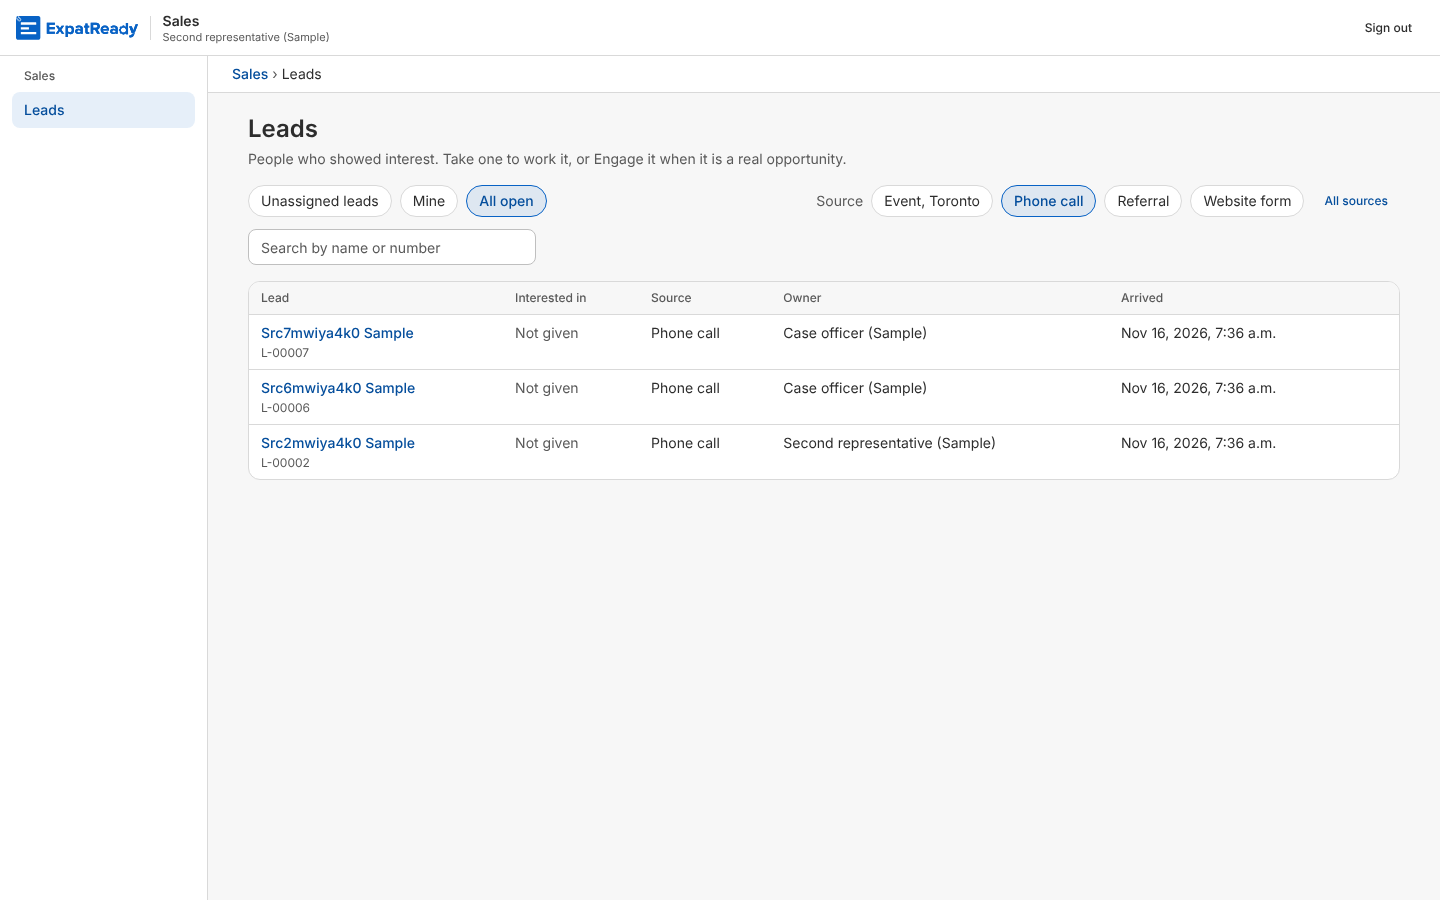 ExpatReady
Sales
Second representative (Sample)
Sign out
Sales
Leads
Sales › Leads
Leads
People who showed interest. Take one to work it, or Engage it when it is a real opportunity.
Unassigned leads Mine All open Source Event, Toronto Phone call Referral Website form All sources
Search by name or number
Lead Interested in Source Owner Arrived
Src7mwiya4k0 Sample Not given Phone call Case officer (Sample) Nov 16, 2026, 7:36 a.m.
L-00007
Src6mwiya4k0 Sample Not given Phone call Case officer (Sample) Nov 16, 2026, 7:36 a.m.
L-00006
Src2mwiya4k0 Sample Not given Phone call Second representative (Sample) Nov 16, 2026, 7:36 a.m.
L-00002